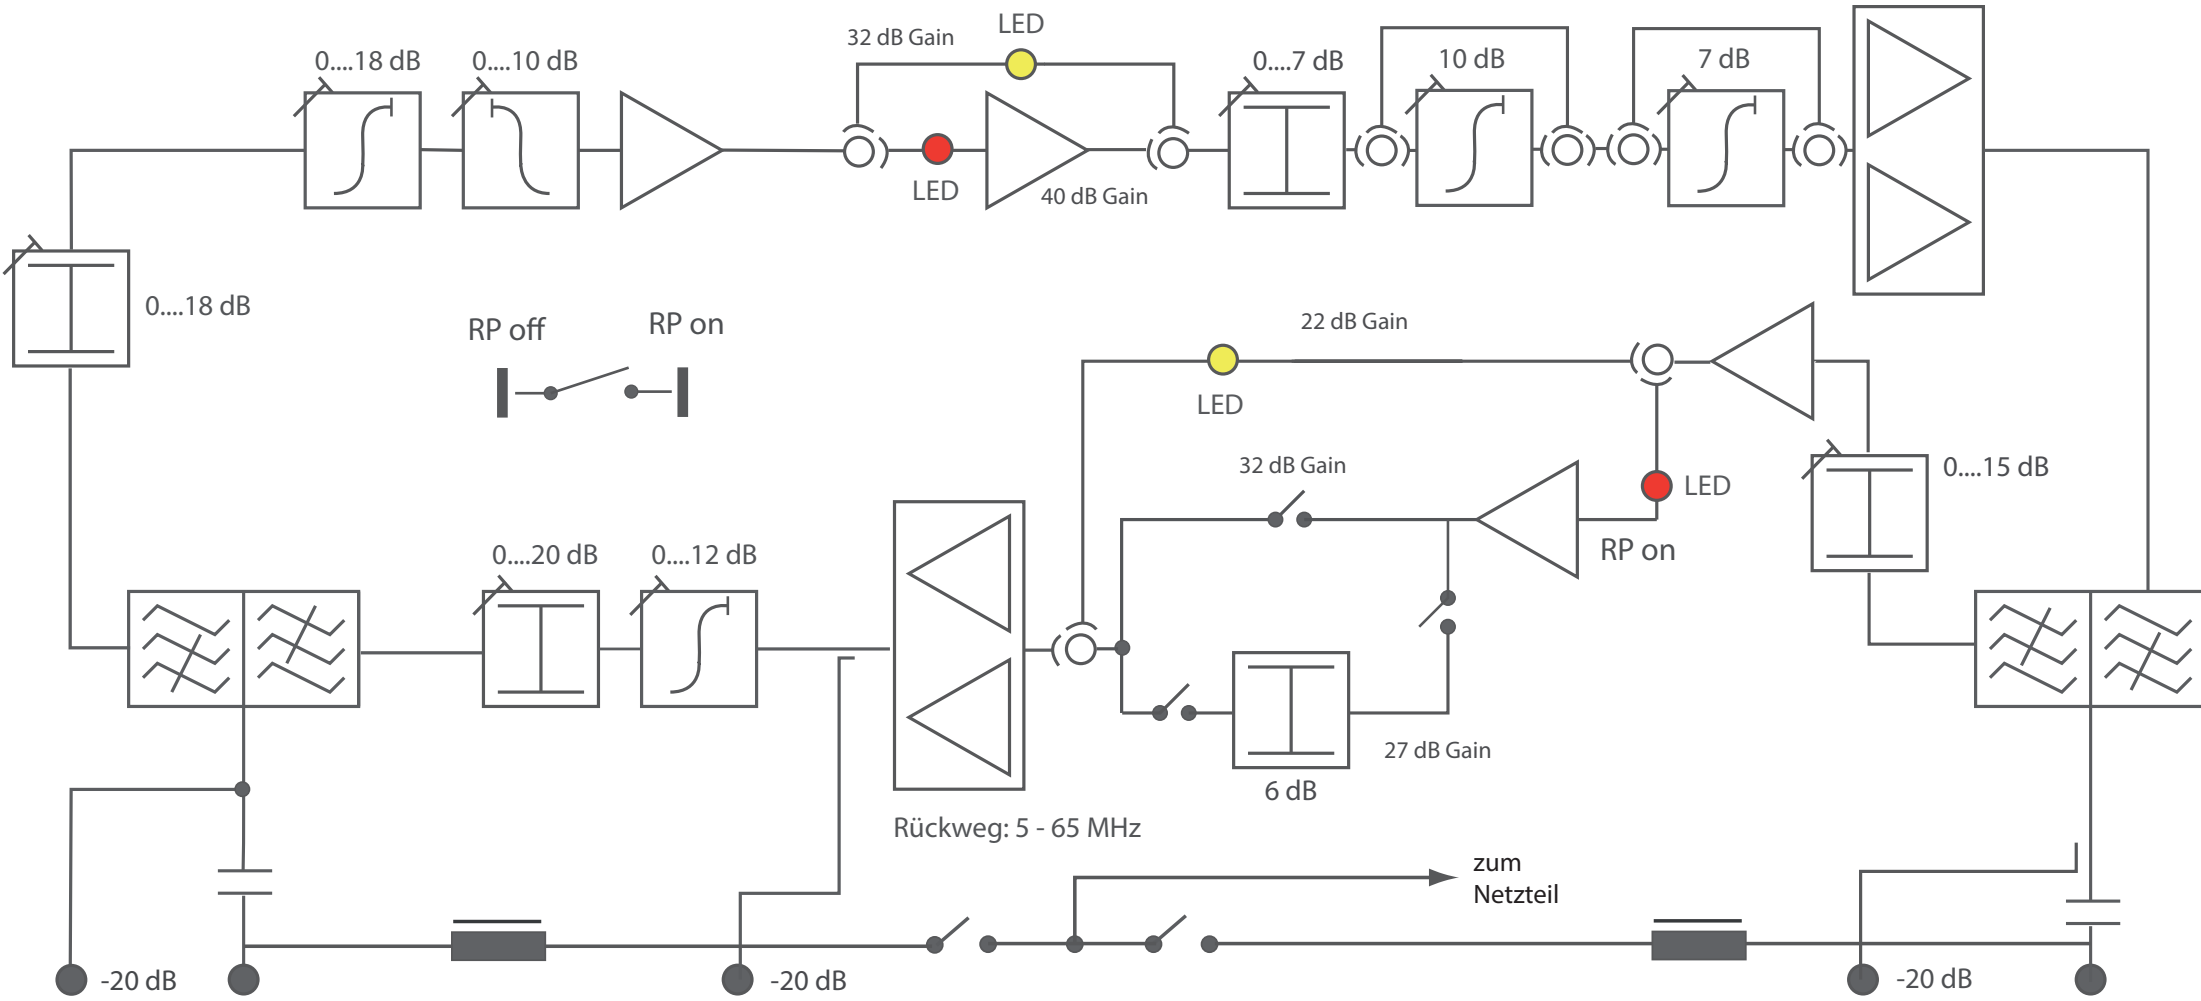 LED
32 dB Gain
0....18 dB
0....10 dB
0....7 dB
10 dB
7 dB
LED
40 dB Gain
0....18 dB
RP off
RP on
22 dB Gain
LED
32 dB Gain
LED
0....15 dB
RP on
0....20 dB
0....12 dB
27 dB Gain
6 dB
Rückweg: 5 - 65 MHz
zum
Netzteil
-20 dB
-20 dB
-20 dB